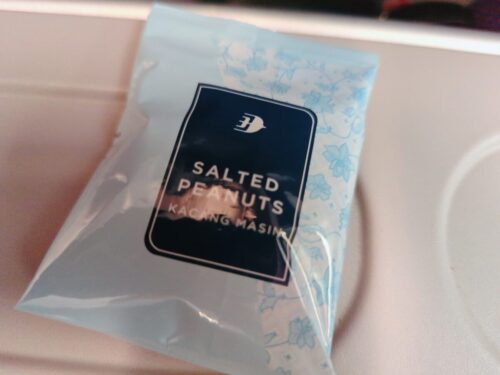 SALTED
PEANUTS
KACANG MASIN